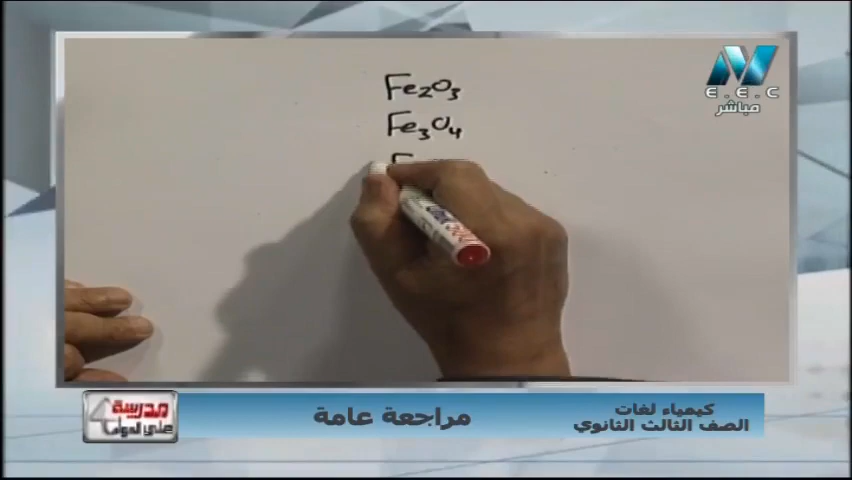 Fe2O3
Fe3O4
F
E.E.C
مباشر
كيمياء لغات
الصف الثالث الثانوي
مراجعة عامة
مدرسة
على الهواء